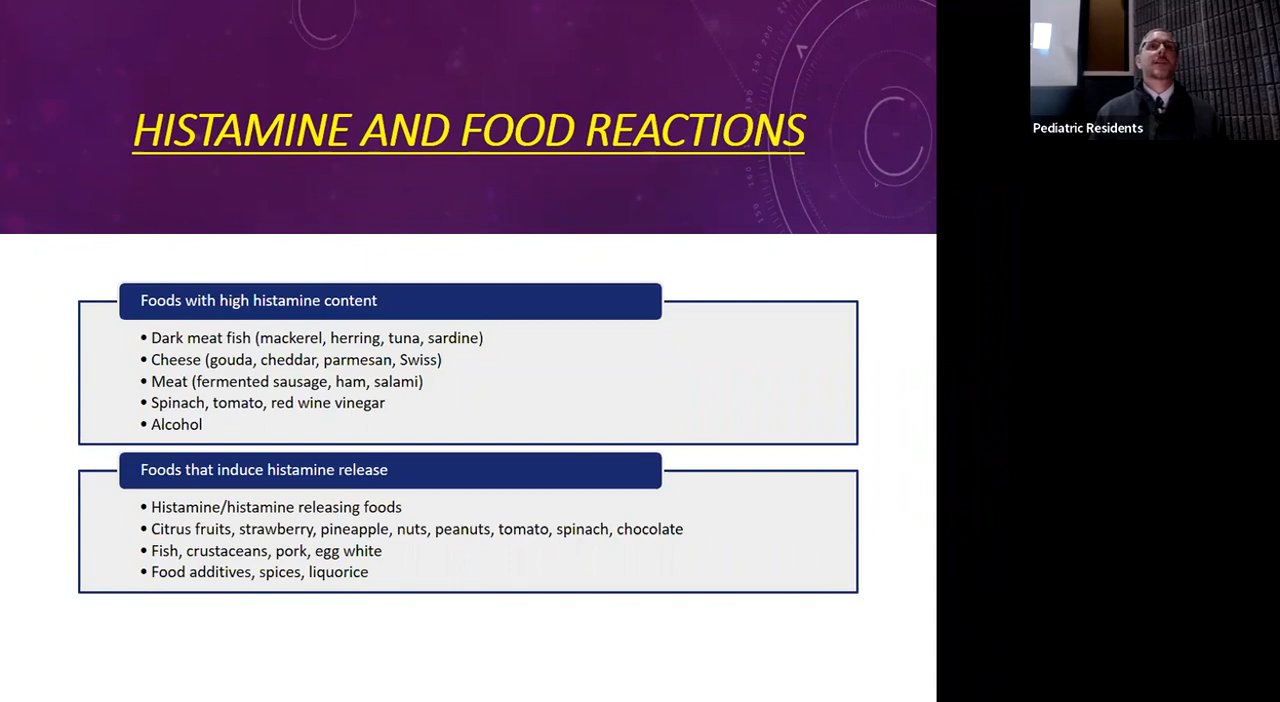 HISTAMINE AND FOOD REACTIONS
Pediatric Residents
Foods with high histamine content
• Dark meat fish (mackerel, herring, tuna, sardine)
• Cheese (gouda, cheddar, parmesan, Swiss)
• Meat (fermented sausage, ham, salami)
• Spinach, tomato, red wine vinegar
• Alcohol
Foods that induce histamine release
• Histamine/histamine releasing foods
• Citrus fruits, strawberry, pineapple, nuts, peanuts, tomato, spinach, chocolate
• Fish, crustaceans, pork, egg white
• Food additives, spices, liquorice